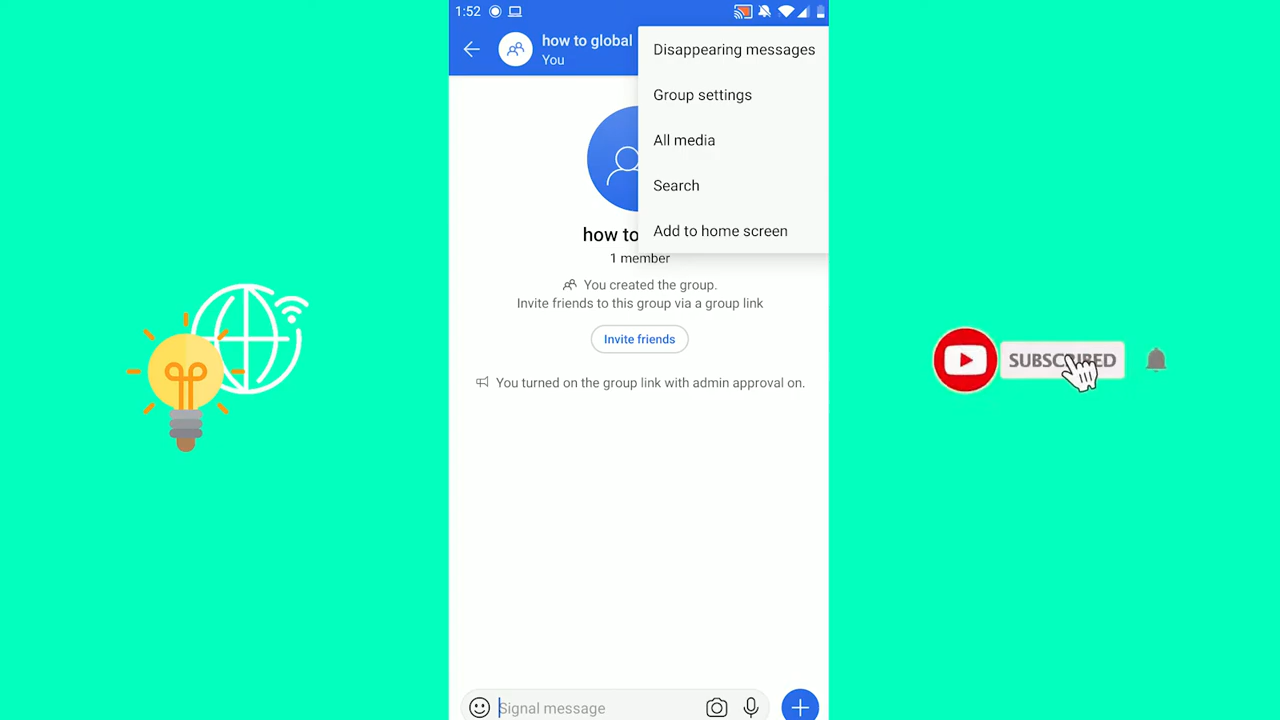 1:52
how to global
You
Disappearing messages
Group settings
All media
Search
Add to home screen
how to
1 member
You created the group.
Invite friends to this group via a group link
Invite friends
You turned on the group link with admin approval on.
SUBSCRIBED
Signal message